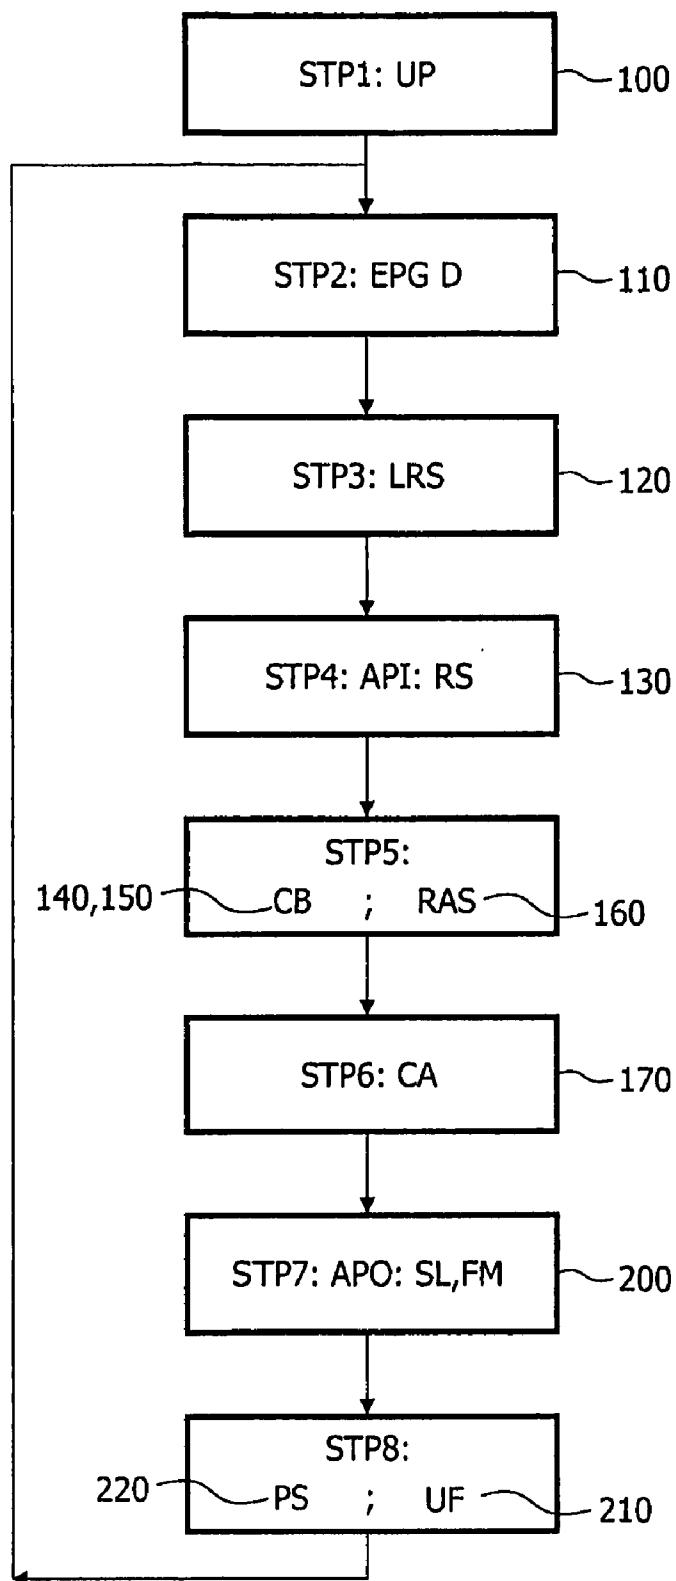 STP1: UP 100
STP2: EPG D 110
STP3: LRS 120
STP4: API: RS 130
STP5:
140,150 CB ; RAS 160
STP6: CA 170
STP7: APO: SL,FM 200
STP8:
220 PS ; UF 210